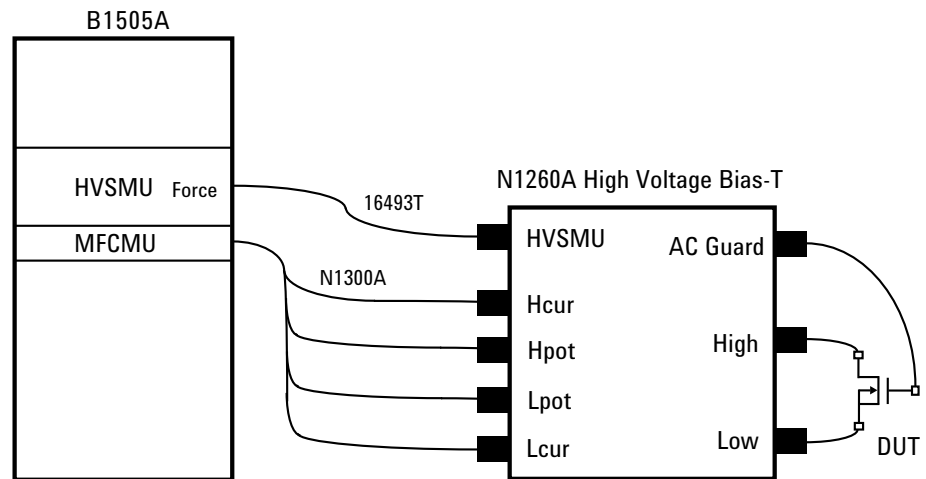 B1505A
HVSMU Force
MFCMU
16493T
N1300A
N1260A High Voltage Bias-T
HVSMU
Hcur
Hpot
Lpot
Lcur
AC Guard
High
Low
DUT